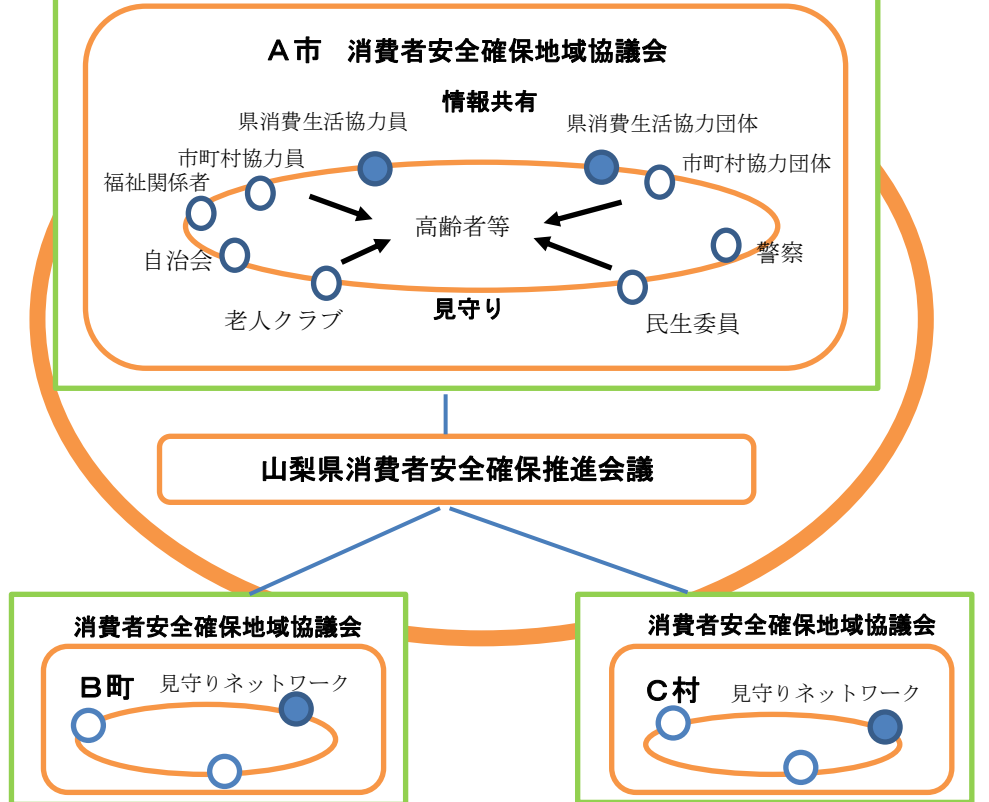 A市 消費者安全確保地域協議会
情報共有
県消費生活協力員
県消費生活協力団体
市町村協力員
市町村協力団体
福祉関係者
高齢者等
自治会
警察
老人クラブ
見守り
民生委員
山梨県消費者安全確保推進会議
消費者安全確保地域協議会
B町 見守りネットワーク
消費者安全確保地域協議会
C村 見守りネットワーク